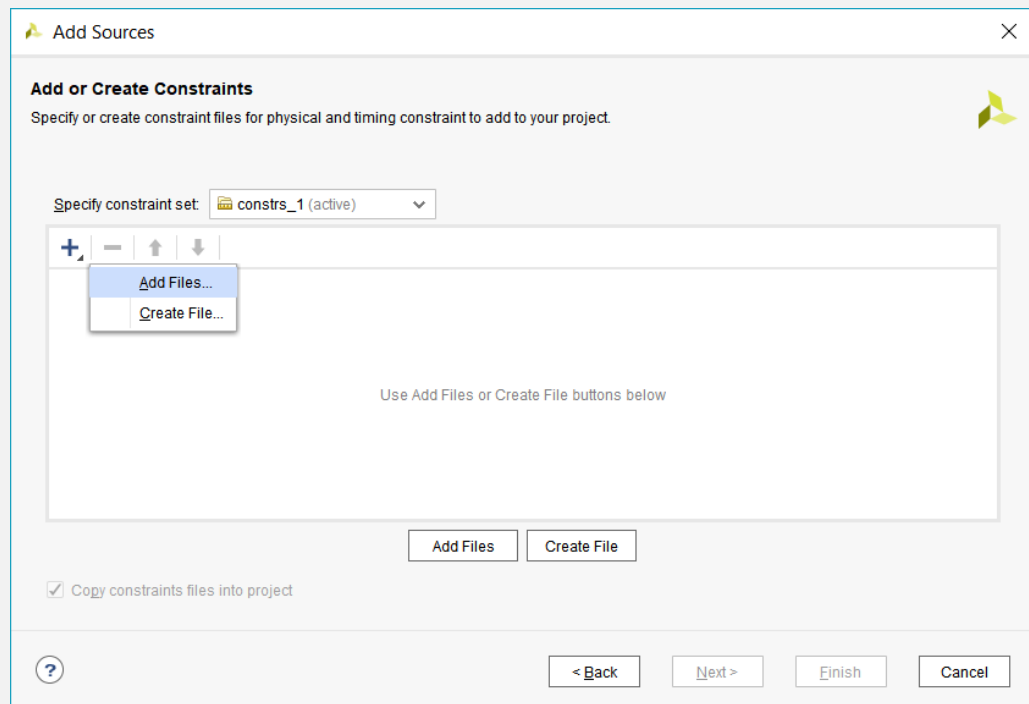 Add Sources
Add or Create Constraints
Specify or create constraint files for physical and timing constraint to add to your project.
Specify constraint set: constrs_1 (active)
Add Files...
Create File...
Use Add Files or Create File buttons below
Add Files Create File
Copy constraints files into project
? < Back Next > Finish Cancel